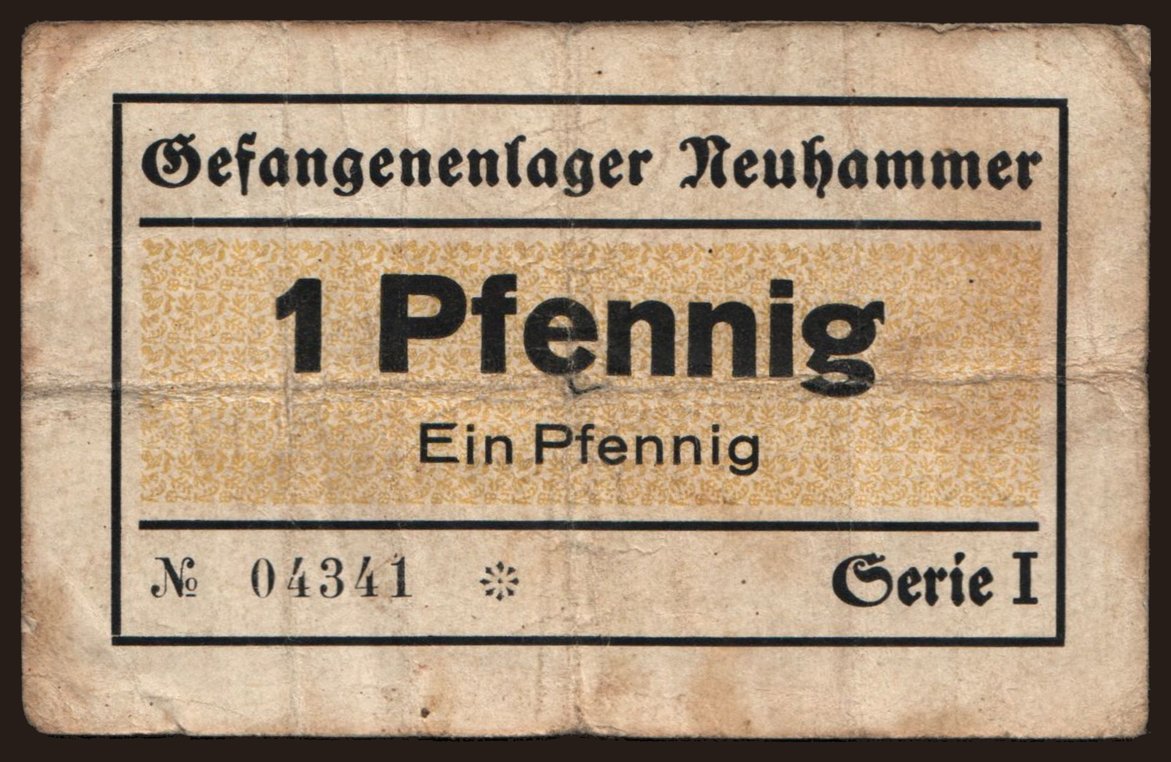 Gefangenenlager Neuhammer
1 Pfennig
Ein Pfennig
№ 04341 * Serie I